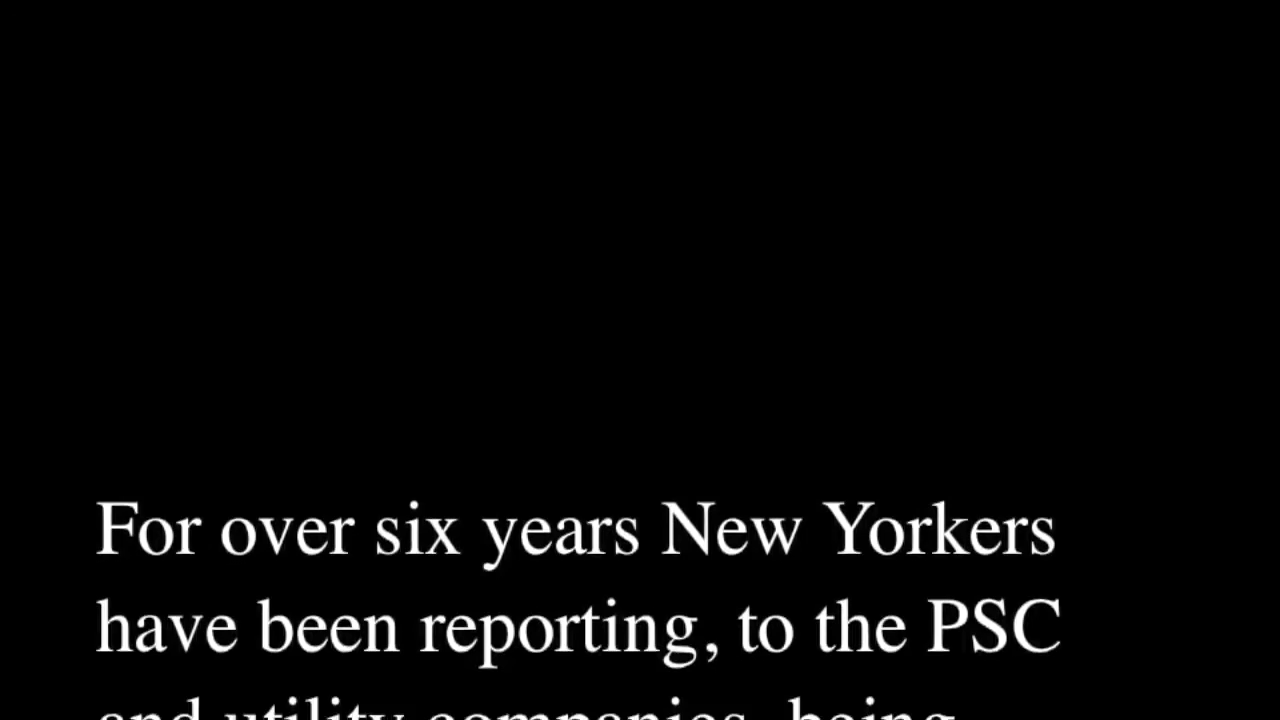 For over six years New Yorkers
have been reporting, to the PSC
and utility companies, being